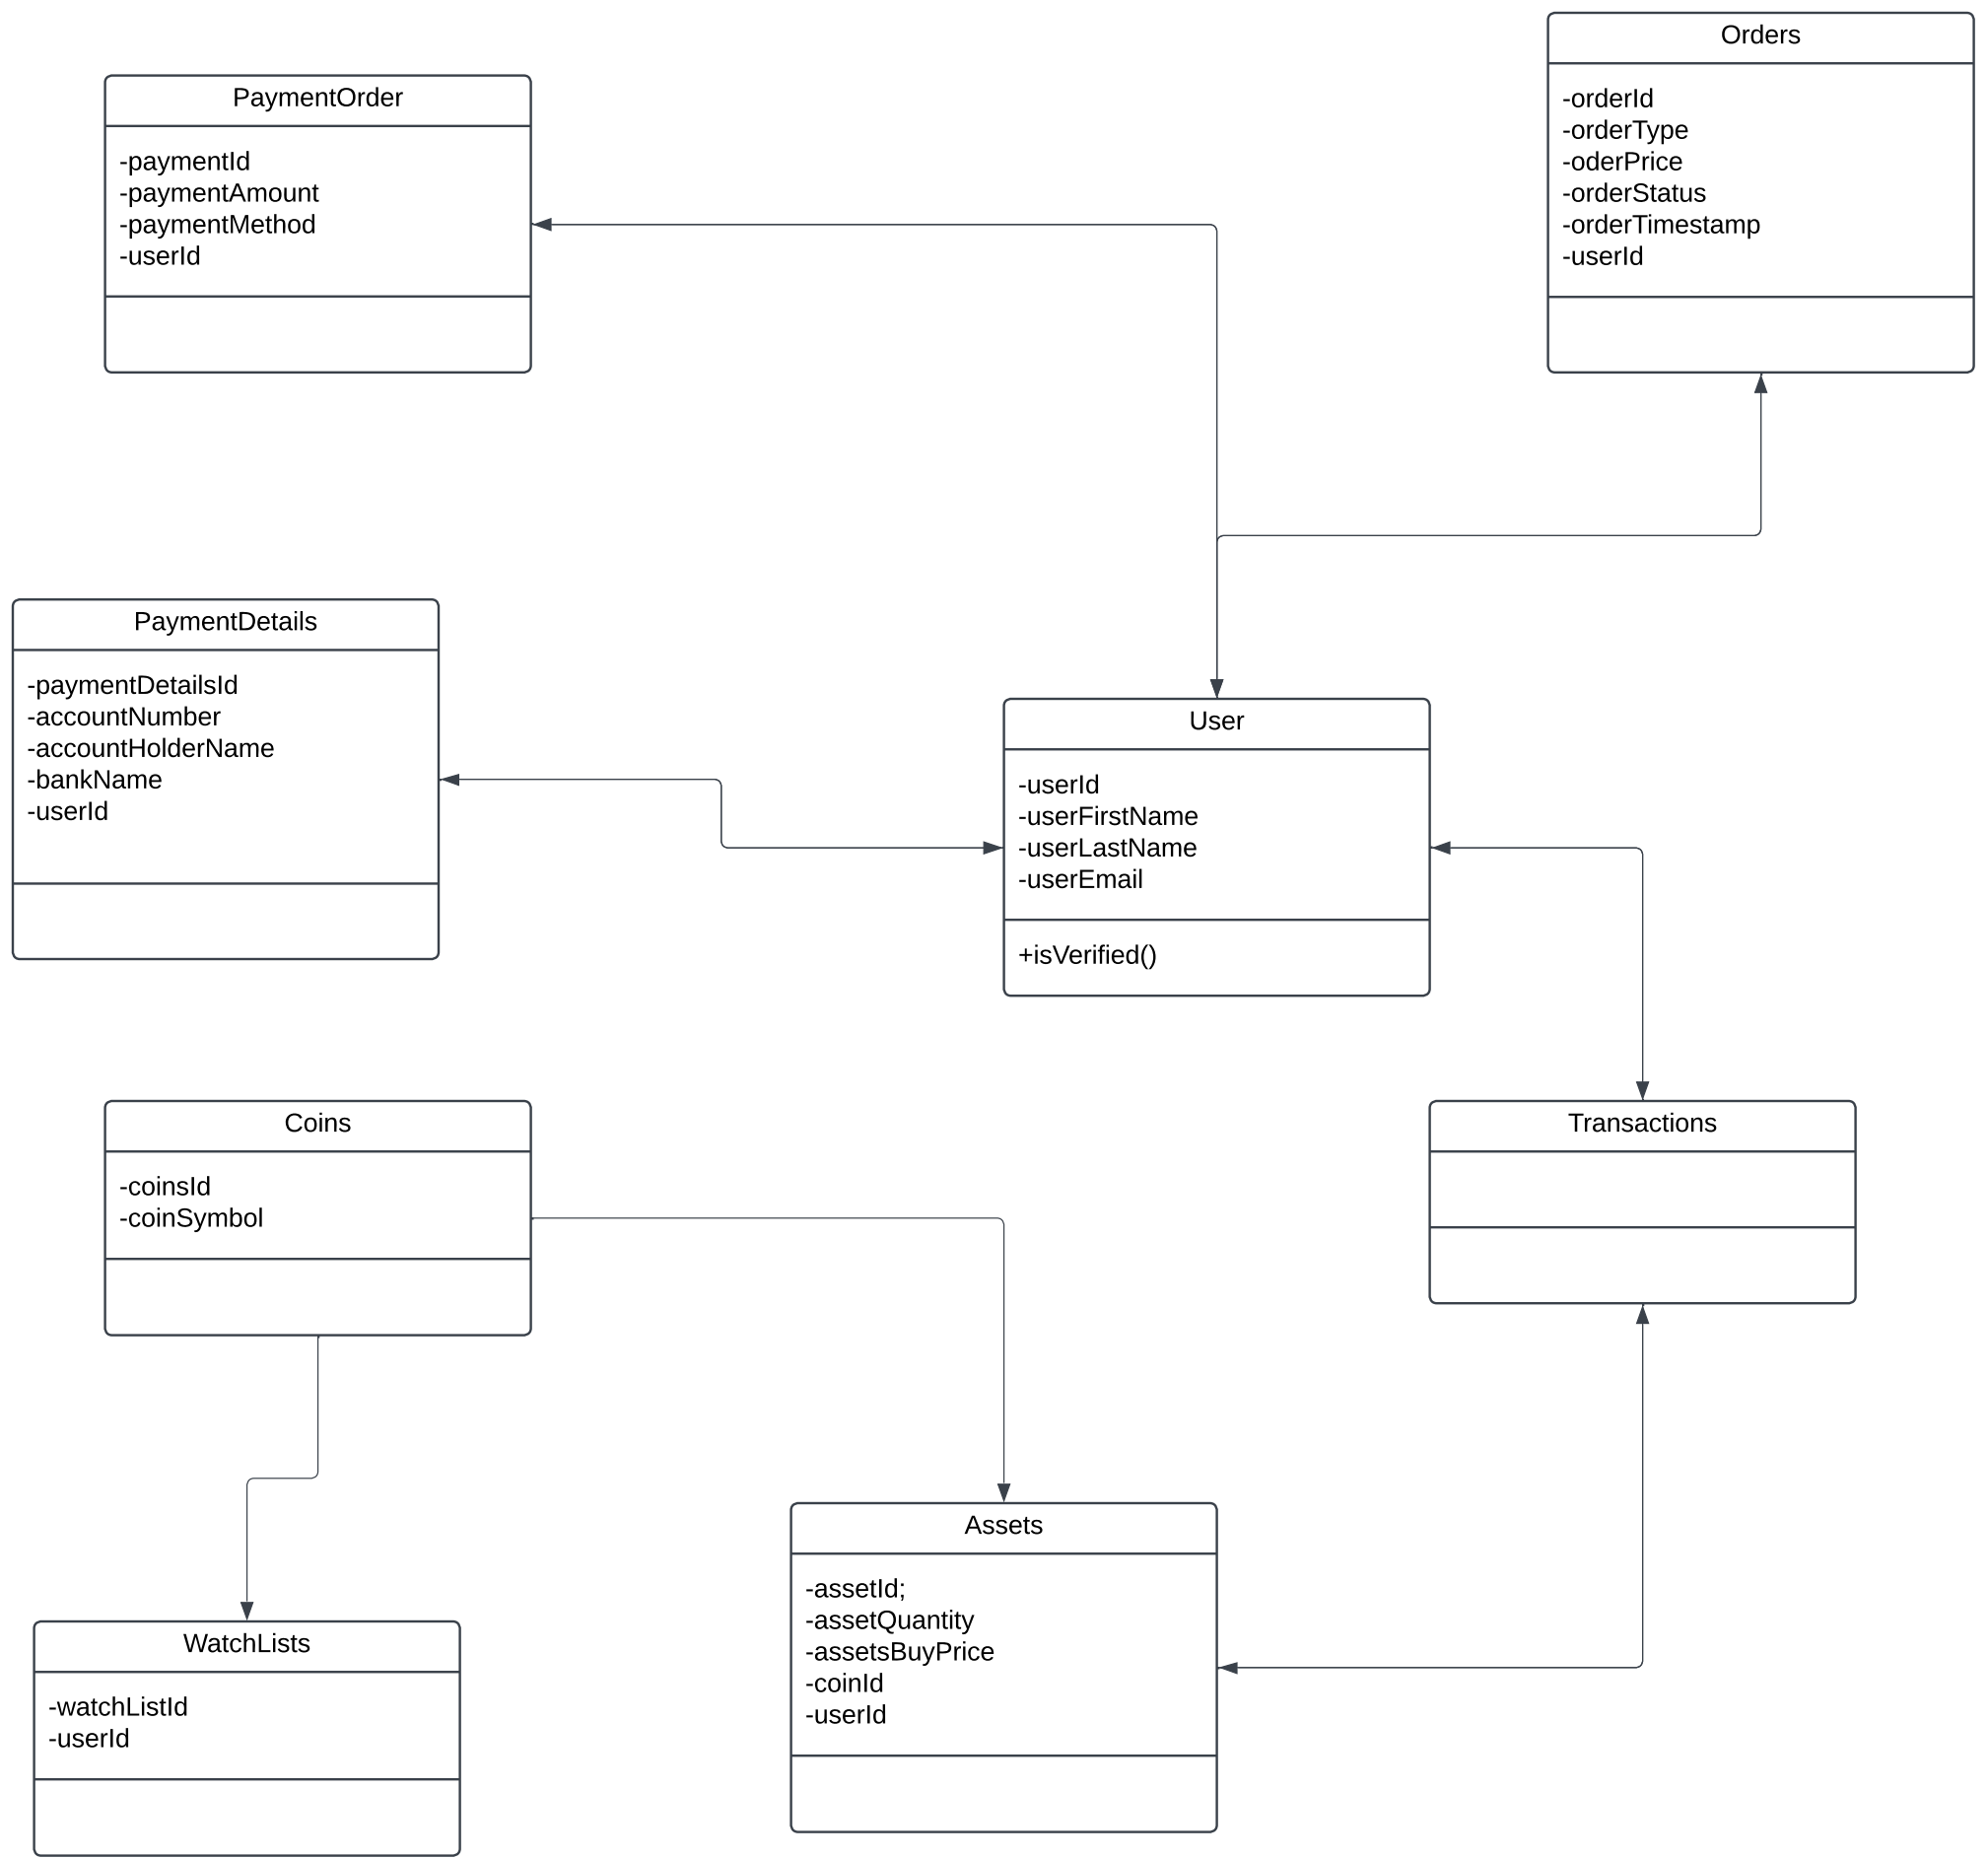 Orders
-orderId
-orderType
-oderPrice
-orderStatus
-orderTimestamp
-userId
PaymentOrder
-paymentId
-paymentAmount
-paymentMethod
-userId
PaymentDetails
-paymentDetailsId
-accountNumber
-accountHolderName
-bankName
-userId
User
-userId
-userFirstName
-userLastName
-userEmail
+isVerified()
Coins
-coinsId
-coinSymbol
Transactions
Assets
-assetId;
-assetQuantity
-assetsBuyPrice
-coinId
-userId
WatchLists
-watchListId
-userId